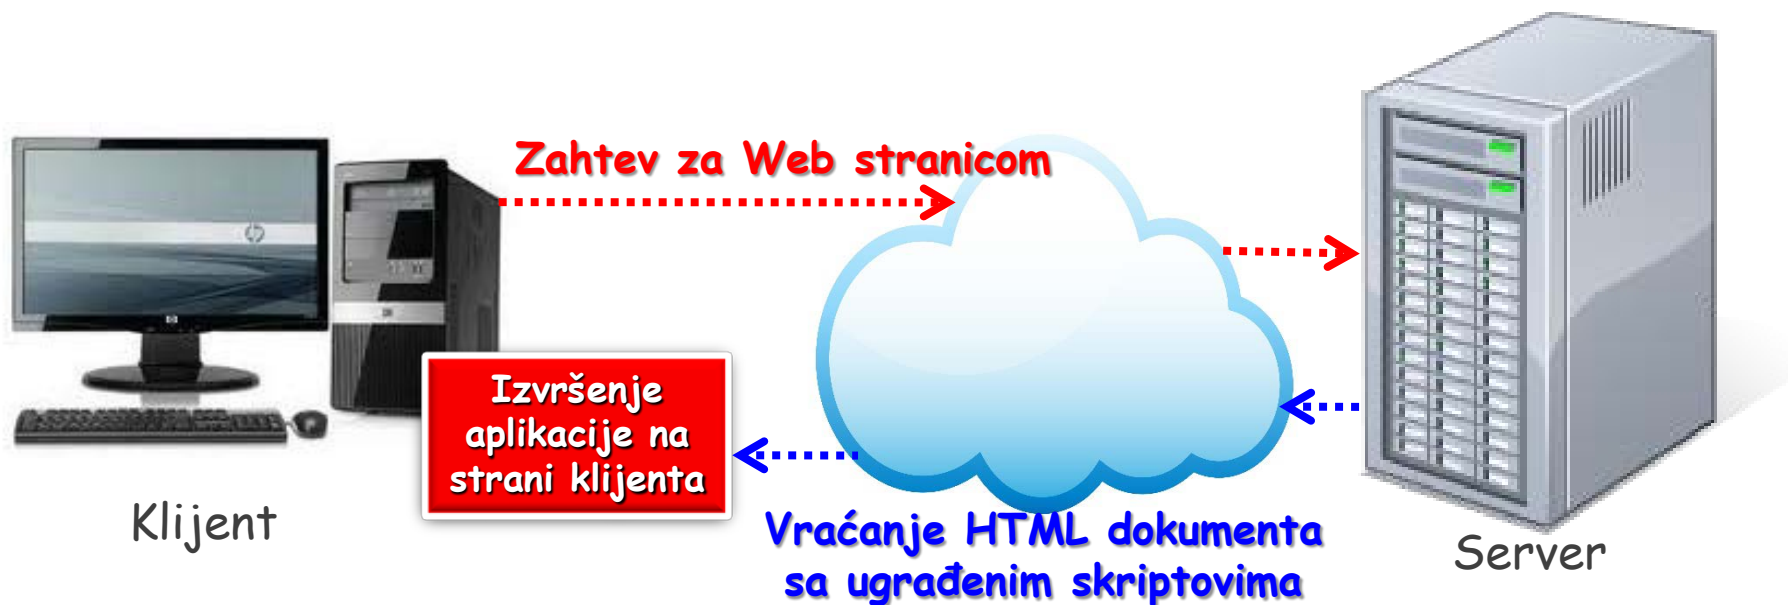 Zahtev za Web stranicom
Izvršenje
aplikacije na
strani klijenta
Klijent
Vraćanje HTML dokumenta
sa ugrađenim skriptovima
Server